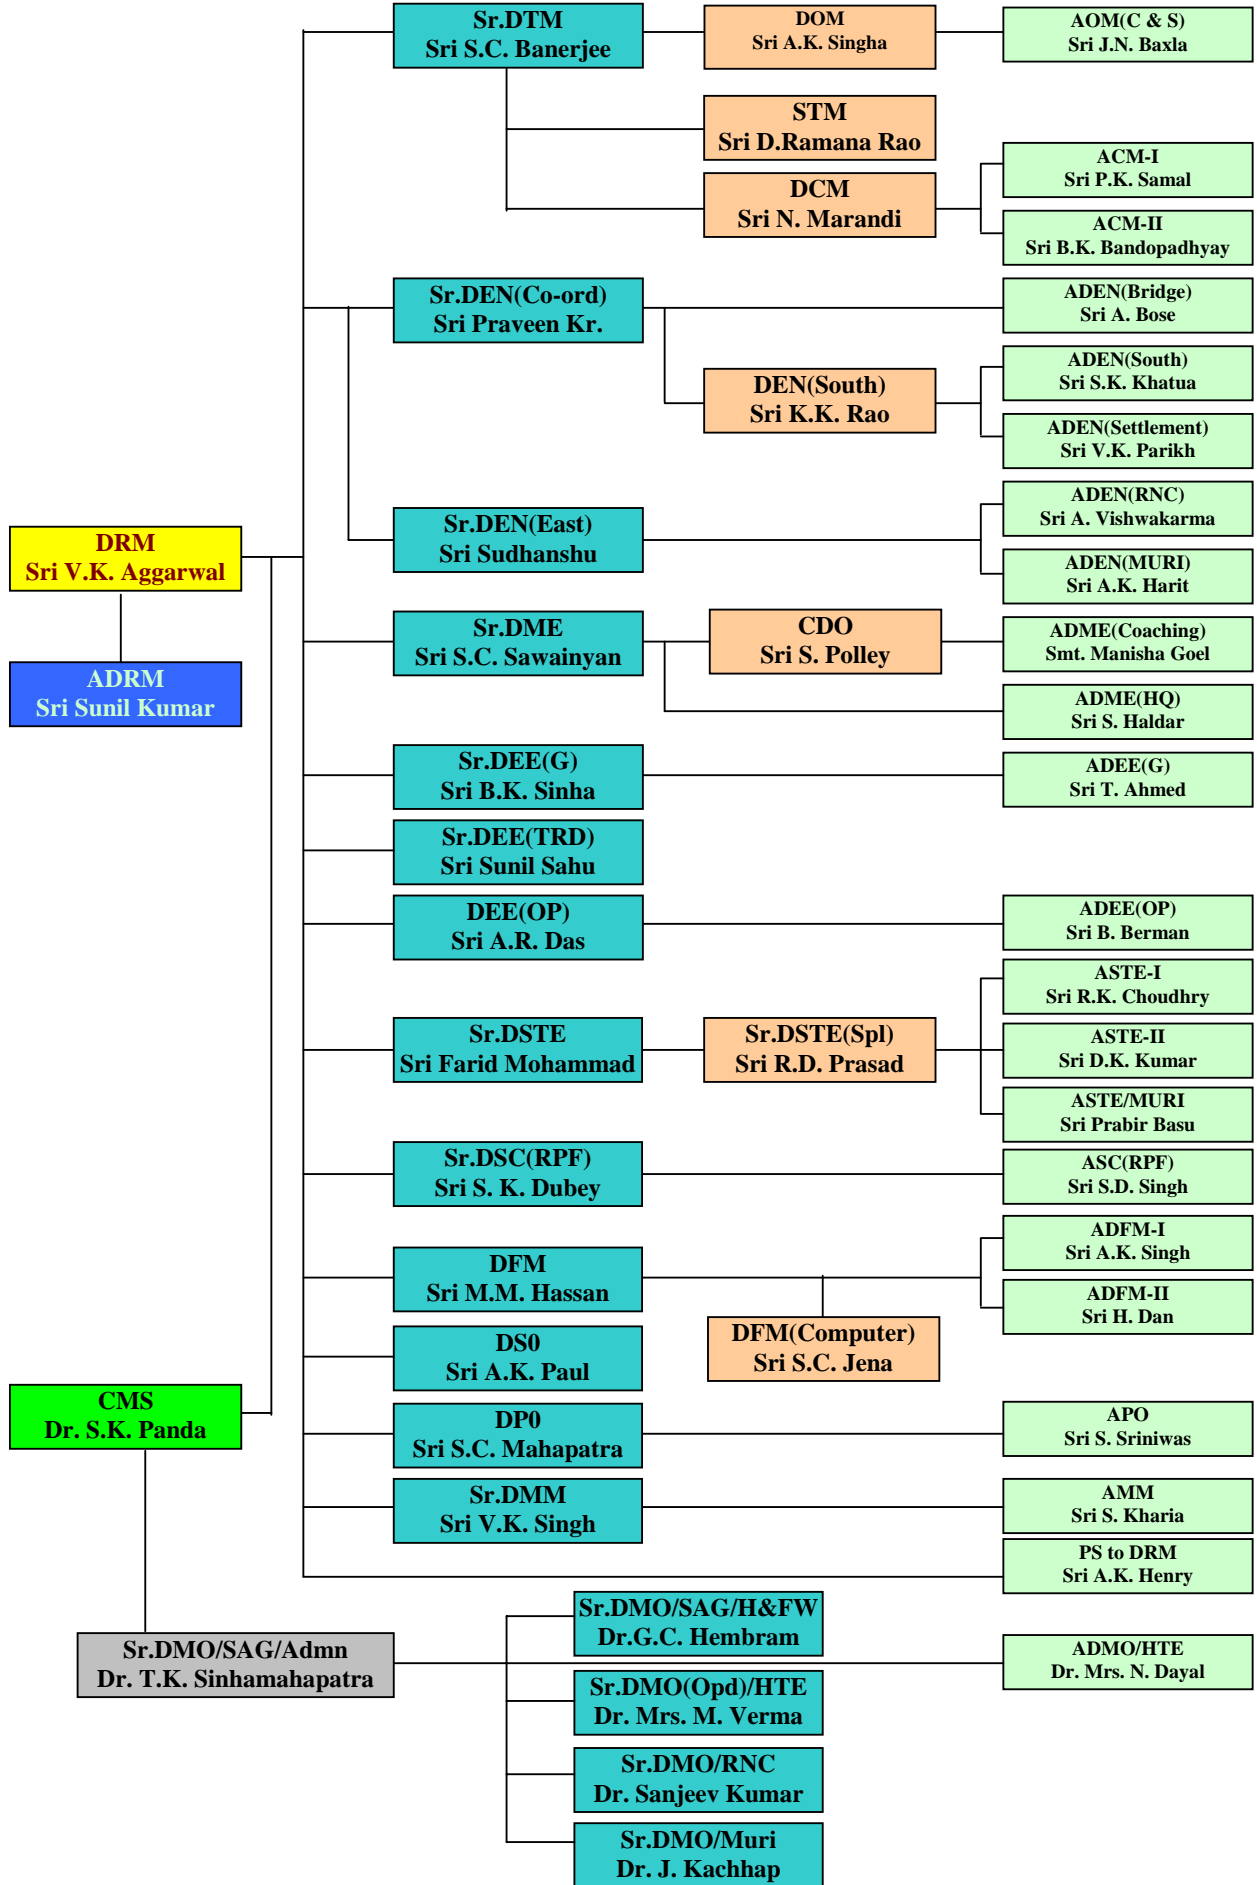 Sr.DTM
Sri S.C. Banerjee
DOM
Sri A.K. Singha
AOM(C & S)
Sri J.N. Baxla
STM
Sri D.Ramana Rao
DCM
Sri N. Marandi
ACM-I
Sri P.K. Samal
ACM-II
Sri B.K. Bandopadhyay
Sr.DEN(Co-ord)
Sri Praveen Kr.
ADEN(Bridge)
Sri A. Bose
DEN(South)
Sri K.K. Rao
ADEN(South)
Sri S.K. Khatua
ADEN(Settlement)
Sri V.K. Parikh
Sr.DEN(East)
Sri Sudhanshu
ADEN(RNC)
Sri A. Vishwakarma
ADEN(MURI)
Sri A.K. Harit
DRM
Sri V.K. Aggarwal
ADRM
Sri Sunil Kumar
Sr.DME
Sri S.C. Sawainyan
CDO
Sri S. Polley
ADME(Coaching)
Smt. Manisha Goel
ADME(HQ)
Sri S. Haldar
Sr.DEE(G)
Sri B.K. Sinha
ADEE(G)
Sri T. Ahmed
Sr.DEE(TRD)
Sri Sunil Sahu
DEE(OP)
Sri A.R. Das
ADEE(OP)
Sri B. Berman
Sr.DSTE
Sri Farid Mohammad
Sr.DSTE(Spl)
Sri R.D. Prasad
ASTE-I
Sri R.K. Choudhry
ASTE-II
Sri D.K. Kumar
ASTE/MURI
Sri Prabir Basu
Sr.DSC(RPF)
Sri S. K. Dubey
ASC(RPF)
Sri S.D. Singh
DFM
Sri M.M. Hassan
DFM(Computer)
Sri S.C. Jena
ADFM-I
Sri A.K. Singh
ADFM-II
Sri H. Dan
DS0
Sri A.K. Paul
CMS
Dr. S.K. Panda
DP0
Sri S.C. Mahapatra
APO
Sri S. Sriniwas
Sr.DMM
Sri V.K. Singh
AMM
Sri S. Kharia
PS to DRM
Sri A.K. Henry
Sr.DMO/SAG/Admn
Dr. T.K. Sinhamahapatra
Sr.DMO/SAG/H&FW
Dr.G.C. Hembram
ADMO/HTE
Dr. Mrs. N. Dayal
Sr.DMO(Opd)/HTE
Dr. Mrs. M. Verma
Sr.DMO/RNC
Dr. Sanjeev Kumar
Sr.DMO/Muri
Dr. J. Kachhap